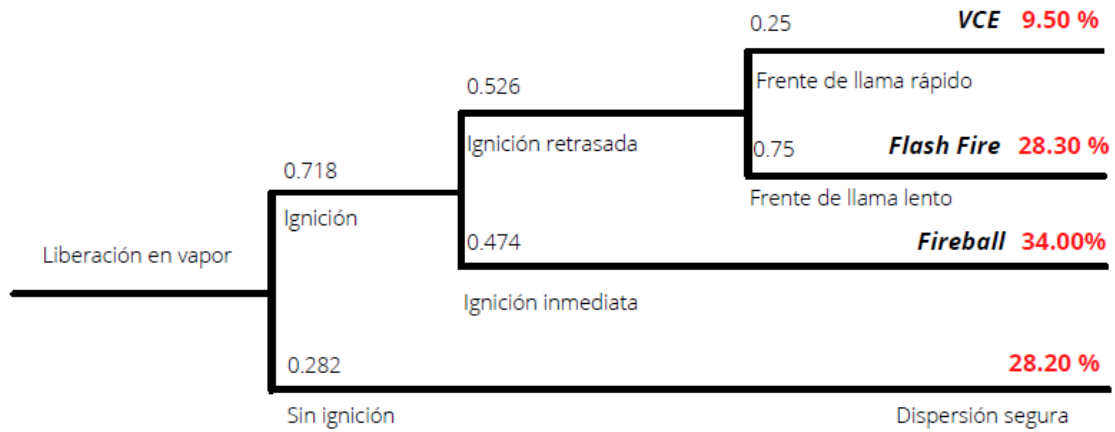 0.25 VCE 9.50 %
Frente de llama rápido
0.526
Ignición retrasada
0.75 Flash Fire 28.30 %
Frente de llama lento
0.718
Ignición
0.474 Fireball 34.00%
Ignición inmediata
Liberación en vapor
0.282 28.20 %
Sin ignición Dispersión segura